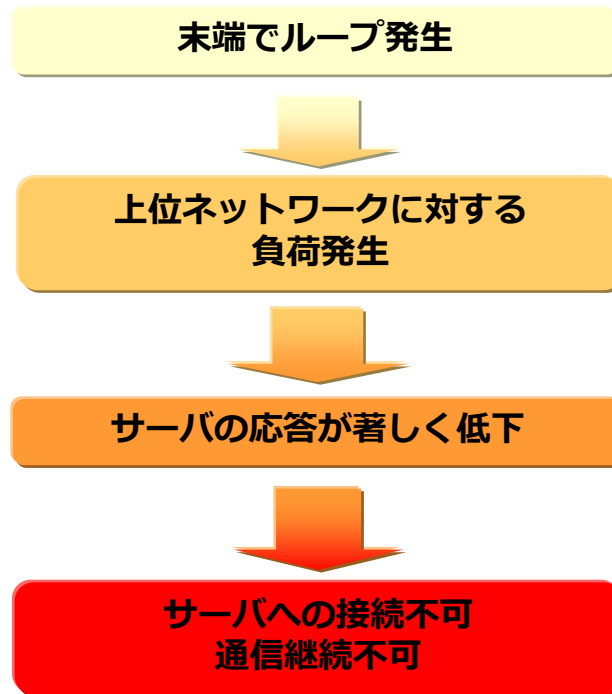 末端でループ発生
上位ネットワークに対する
負荷発生
サーバの応答が著しく低下
サーバへの接続不可
通信継続不可